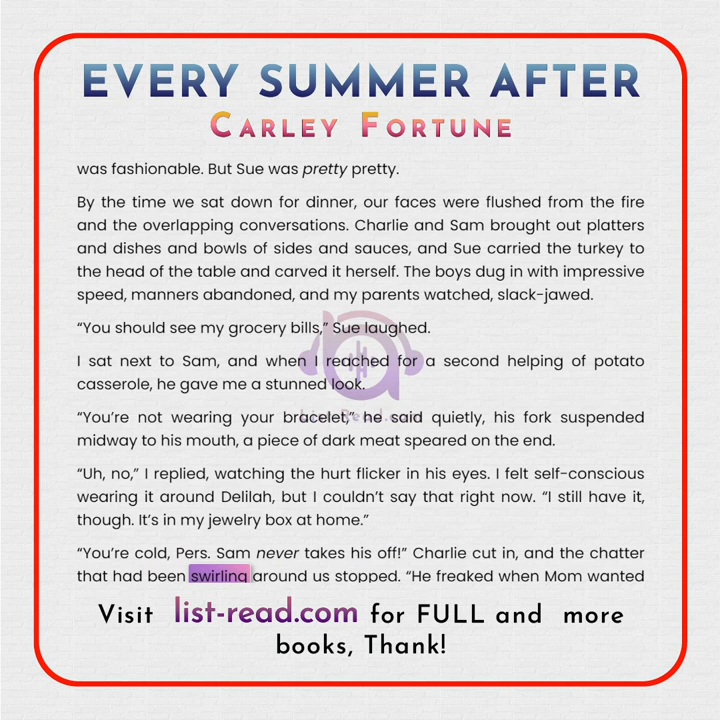 EVERY SUMMER AFTER
CARLEY FORTUNE
was fashionable. But Sue was pretty pretty.
By the time we sat down for dinner, our faces were flushed from the fire
and the overlapping conversations. Charlie and Sam brought out platters
and dishes and bowls of sides and sauces, and Sue carried the turkey to
the head of the table and carved it herself. The boys dug in with impressive
speed, manners abandoned, and my parents watched, slack-jawed.
“You should see my grocery bills,” Sue laughed.
I sat next to Sam, and when I reached for a second helping of potato
casserole, he gave me a stunned look.
“You’re not wearing your bracelet,” he said quietly, his fork suspended
midway to his mouth, a piece of dark meat speared on the end.
“Uh, no,” I replied, watching the hurt flicker in his eyes. I felt self-conscious
wearing it around Delilah, but I couldn’t say that right now. “I still have it,
though. It’s in my jewelry box at home.”
“You’re cold, Pers. Sam never takes his off!” Charlie cut in, and the chatter
that had been swirling around us stopped. “He freaked when Mom wanted
Visit list-read.com for FULL and more
books, Thank!